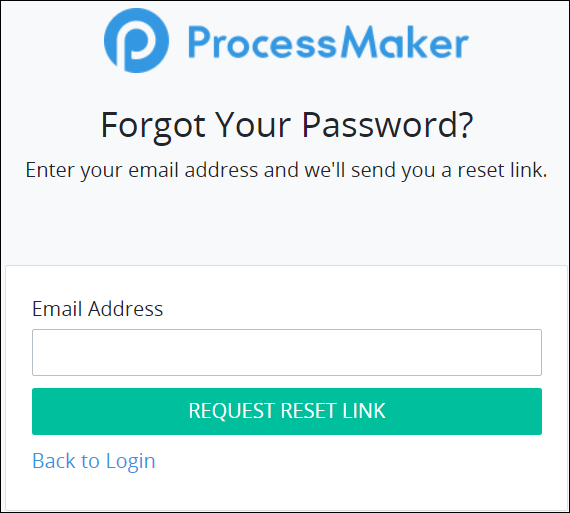 ProcessMaker
Forgot Your Password?
Enter your email address and we'll send you a reset link.
Email Address
REQUEST RESET LINK
Back to Login